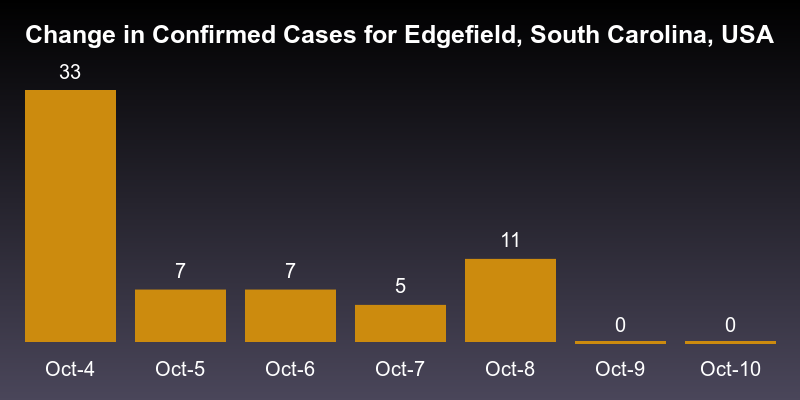 Change in Confirmed Cases for Edgefield, South Carolina, USA
33
7
7
5
11
0
0
Oct-4
Oct-5
Oct-6
Oct-7
Oct-8
Oct-9
Oct-10